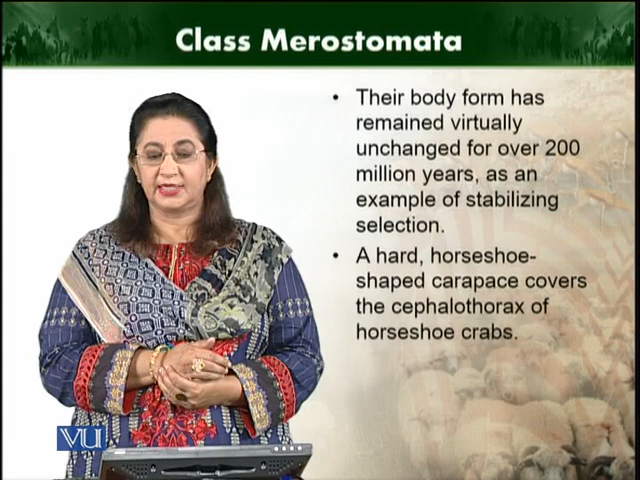 Class Merostomata
• Their body form has
remained virtually
unchanged for over 200
million years, as an
example of stabilizing
selection.
• A hard, horseshoe-
shaped carapace covers
the cephalothorax of
horseshoe crabs.
VU